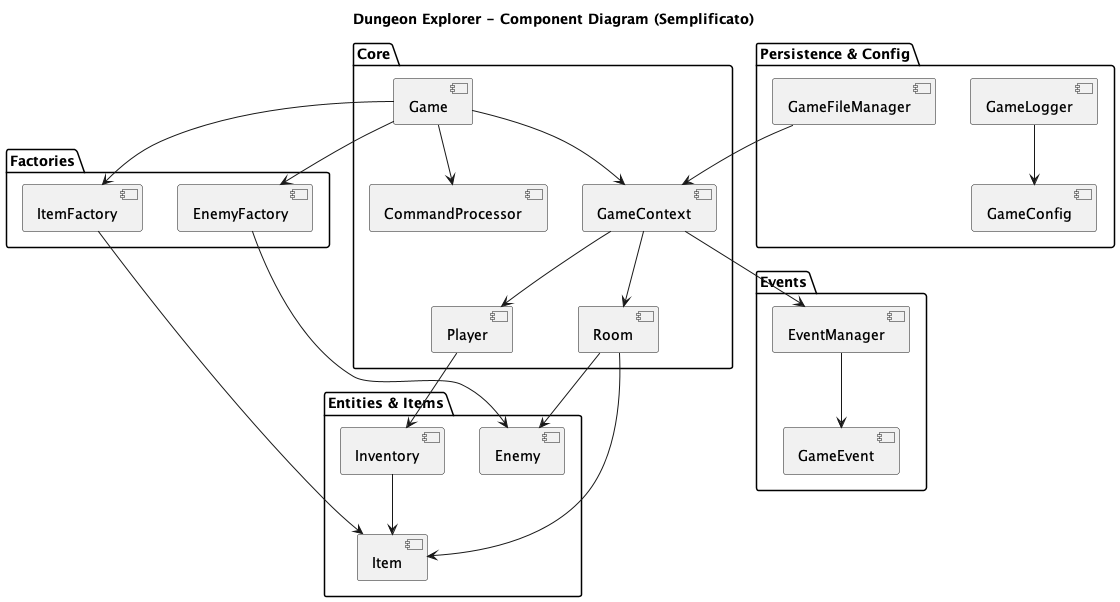 Dungeon Explorer - Component Diagram (Semplificato)
Core
Persistence & Config
Game
GameFileManager
GameLogger
Factories
ItemFactory
EnemyFactory
CommandProcessor
GameContext
GameConfig
Events
Player
Room
EventManager
Entities & Items
Inventory
Enemy
GameEvent
Item